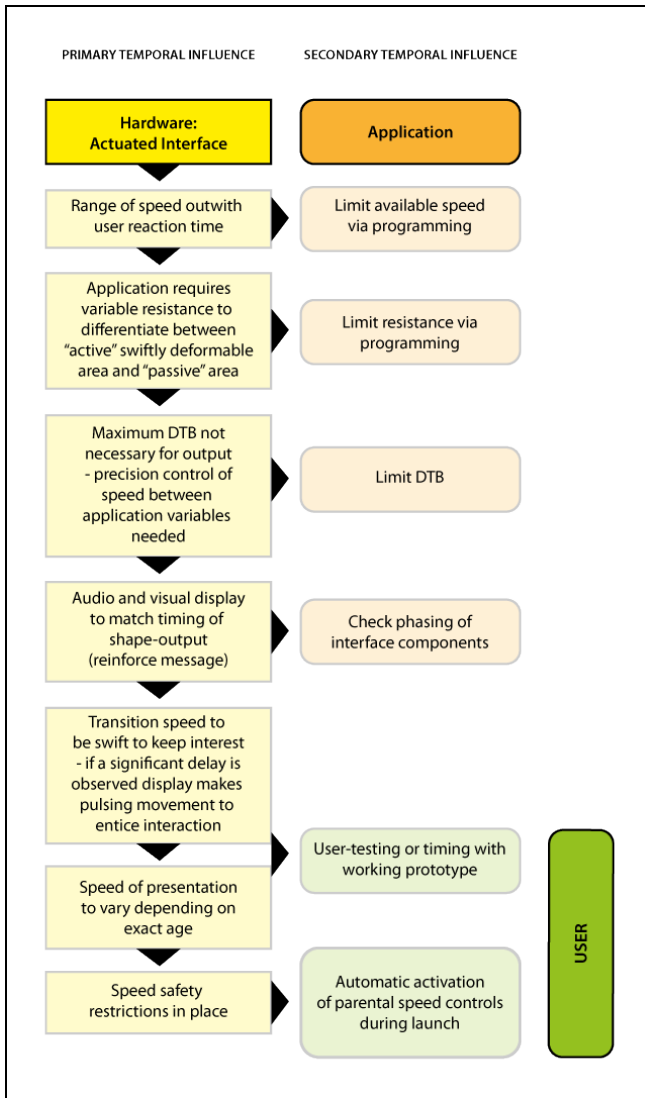 PRIMARY TEMPORAL INFLUENCE
SECONDARY TEMPORAL INFLUENCE
Hardware:
Actuated Interface
Application
Range of speed outwith
user reaction time
Limit available speed
via programming
Application requires
variable resistance to
differentiate between
“active” swiftly deformable
area and “passive” area
Limit resistance via
programming
Maximum DTB not
necessary for output
- precision control of
speed between
application variables
needed
Limit DTB
Audio and visual display
to match timing of
shape-output
(reinforce message)
Check phasing of
interface components
Transition speed to
be swift to keep interest
- if a significant delay is
observed display makes
pulsing movement to
entice interaction
User-testing or timing with
working prototype
Speed of presentation
to vary depending on
exact age
Speed safety
restrictions in place
Automatic activation
of parental speed controls
during launch
USER